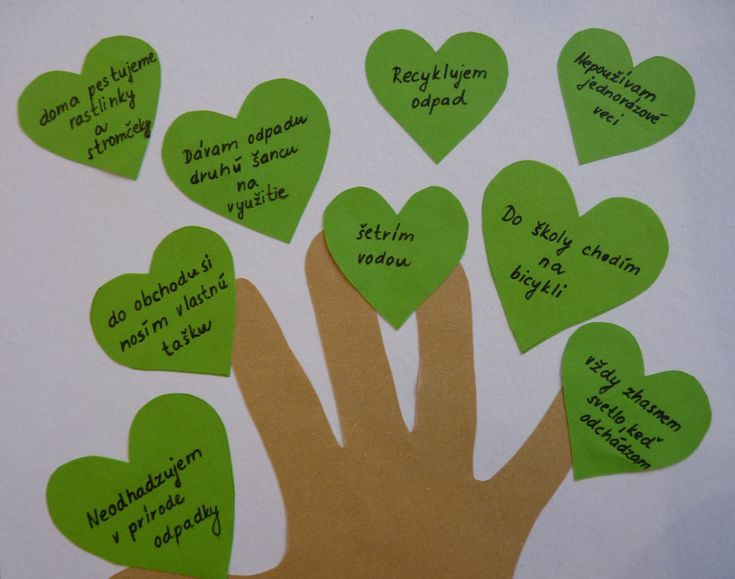 doma pestujeme
rastlinky
a
stromčeky
Dávam odpadu
druhú šancu
na
využitie
Recyklujem
odpad
Nepoužívam
jednorázové
veci
šetrím
vodou
Do školy chodím
na
bicykli
do obchodu si
nosím vlastnú
tašku
vždy zhasnem
svetlo, keď
odchádzam
Neodhadzujem
v prírode
odpadky